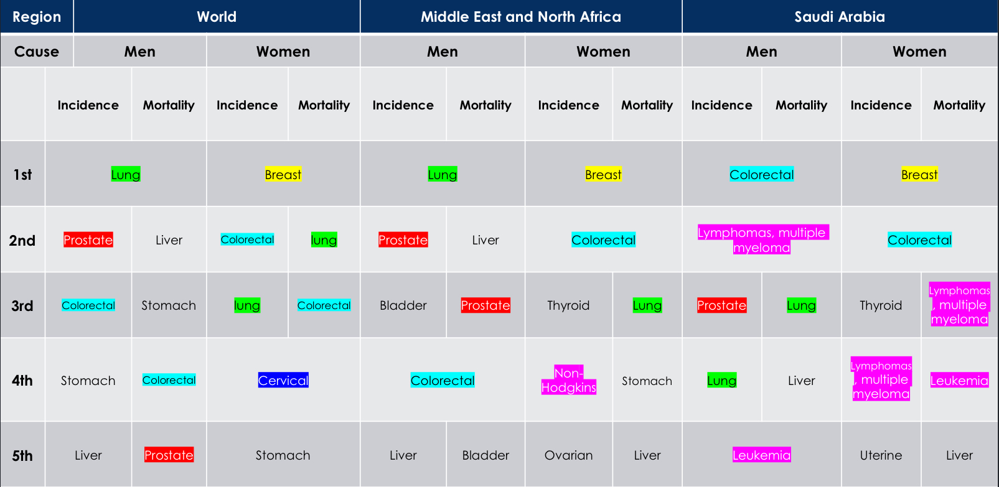 Region World Middle East and North Africa Saudi Arabia
Cause Men Women Men Women Men Women
Incidence Mortality Incidence Mortality Incidence Mortality Incidence Mortality Incidence Mortality Incidence Mortality
1st Lung Breast Lung Breast Colorectal Breast
2nd Prostate Liver Colorectal lung Prostate Liver Colorectal Lymphomas, multiple
myeloma Colorectal
3rd Colorectal Stomach lung Colorectal Bladder Prostate Thyroid Lung Prostate Lung Thyroid Lymphomas
, multiple
myeloma
4th Stomach Colorectal Cervical Colorectal Non-
Hodgkins Stomach Lung Liver Lymphomas
, multiple
myeloma Leukemia
5th Liver Prostate Stomach Liver Bladder Ovarian Liver Leukemia Uterine Liver